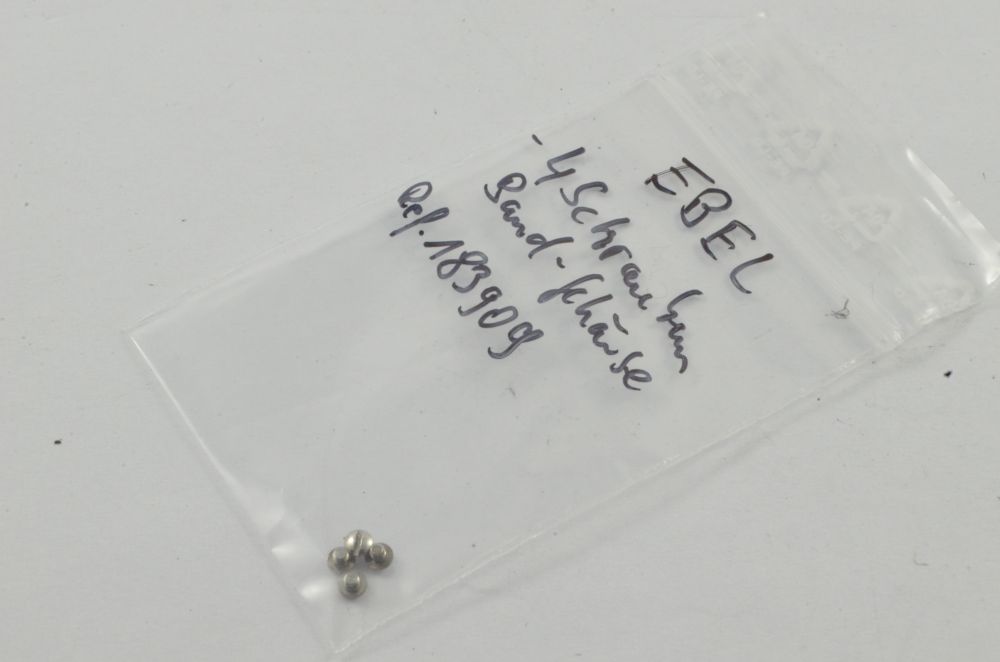 EBEL
- 4 Schrauben
Band-Gehäuse
Ref. 183909